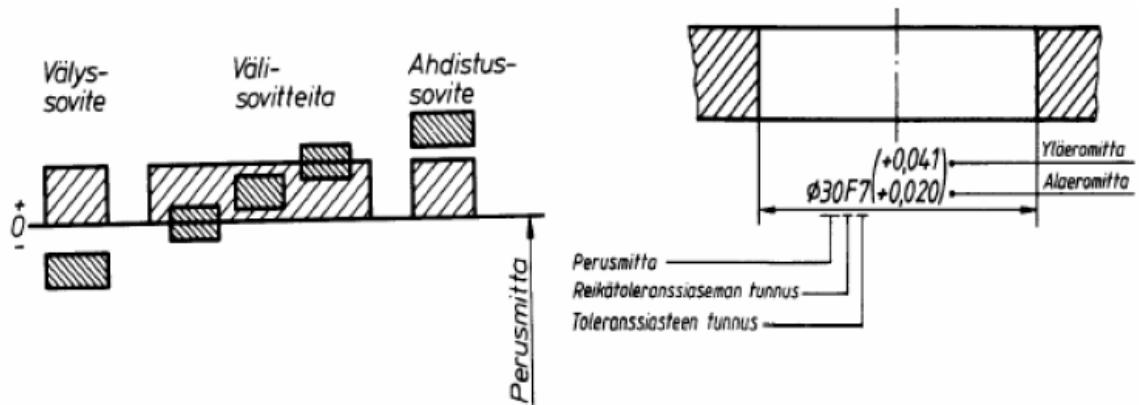 Välys-
sovite
Väli-
sovitteita
Ahdistus-
sovite
+
0
-
Perusmitta
Ø30F7(+0,041
+0,020)
Yläeromitta
Alaeromitta
Perusmitta
Reikätoleranssiaseman tunnus
Toleranssiasteen tunnus